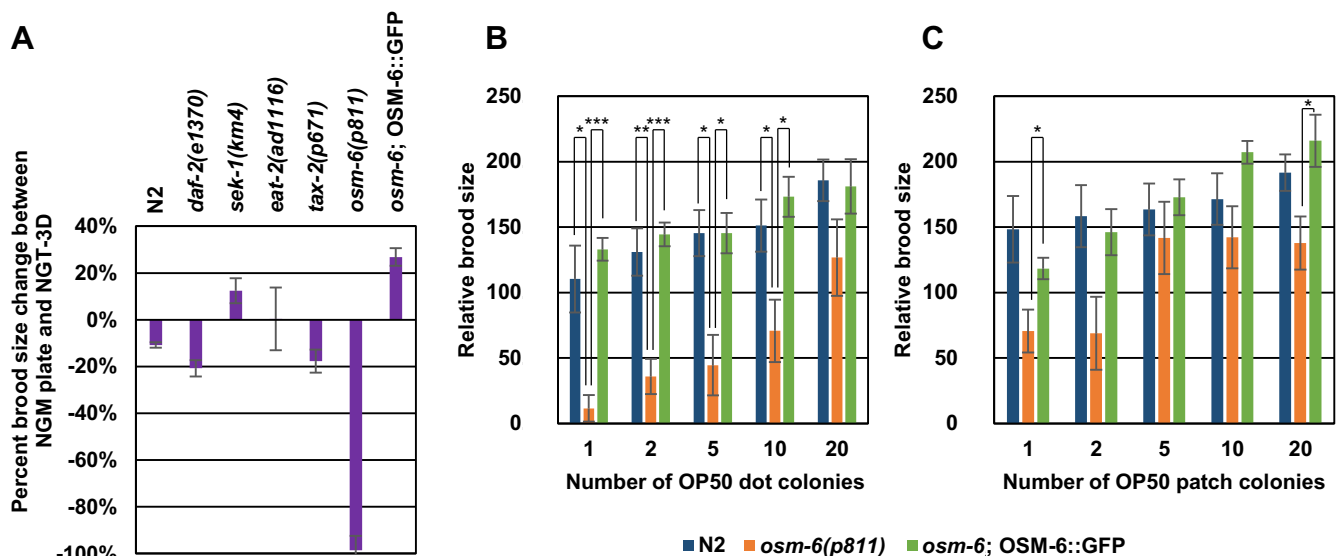 A
N2
daf-2(e1370)
sek-1(km4)
eat-2(ad1116)
tax-2(p671)
osm-6(p811)
osm-6; OSM-6::GFP
Percent brood size change between
NGM plate and NGT-3D
40%
20%
0%
-20%
-40%
-60%
-80%
-100%
B
Relative brood size
250
200
150
100
50
0
* *** ** *** * * * *
1 2 5 10 20
Number of OP50 dot colonies
C
Relative brood size
250
200
150
100
50
0
* *
1 2 5 10 20
Number of OP50 patch colonies
N2 osm-6(p811) osm-6; OSM-6::GFP